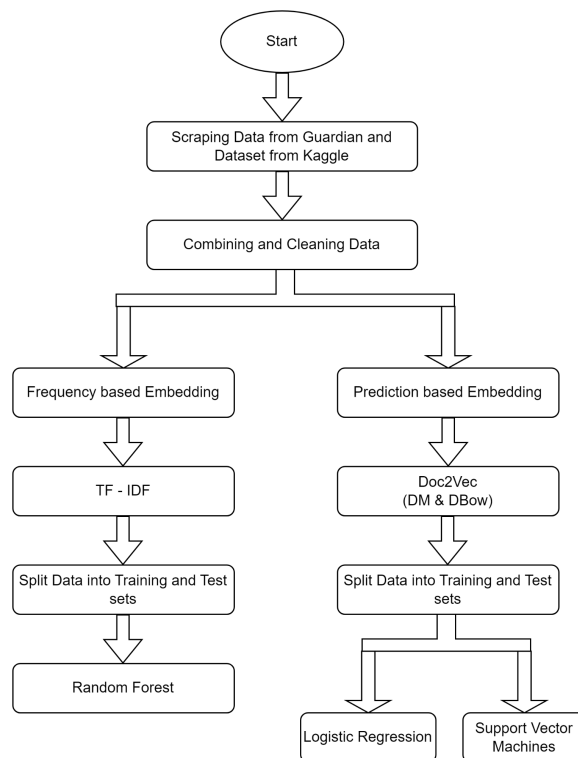 Start
Scraping Data from Guardian and
Dataset from Kaggle
Combining and Cleaning Data
Frequency based Embedding
Prediction based Embedding
TF - IDF
Doc2Vec
(DM & DBow)
Split Data into Training and Test
sets
Split Data into Training and Test
sets
Random Forest
Logistic Regression
Support Vector
Machines